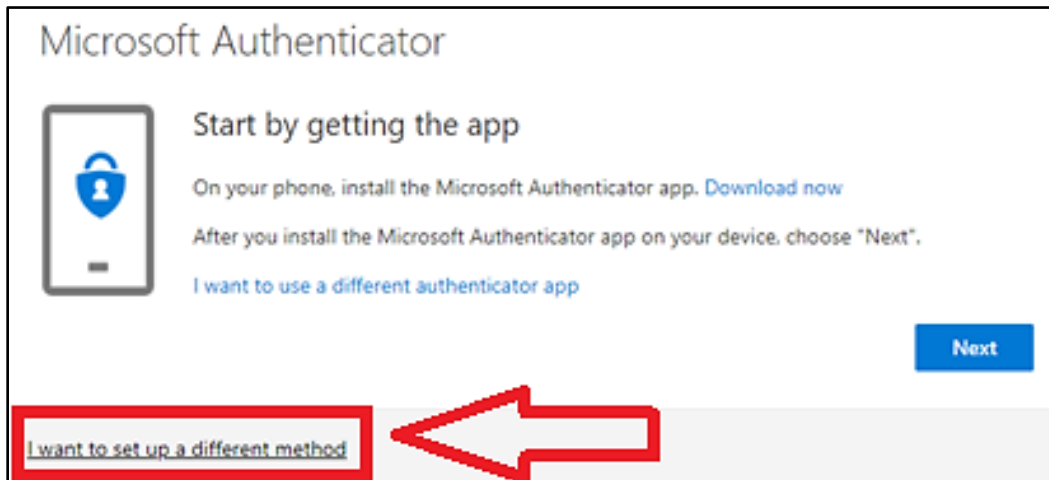 Microsoft Authenticator
Start by getting the app
On your phone, install the Microsoft Authenticator app. Download now
After you install the Microsoft Authenticator app on your device, choose "Next".
I want to use a different authenticator app
Next
I want to set up a different method